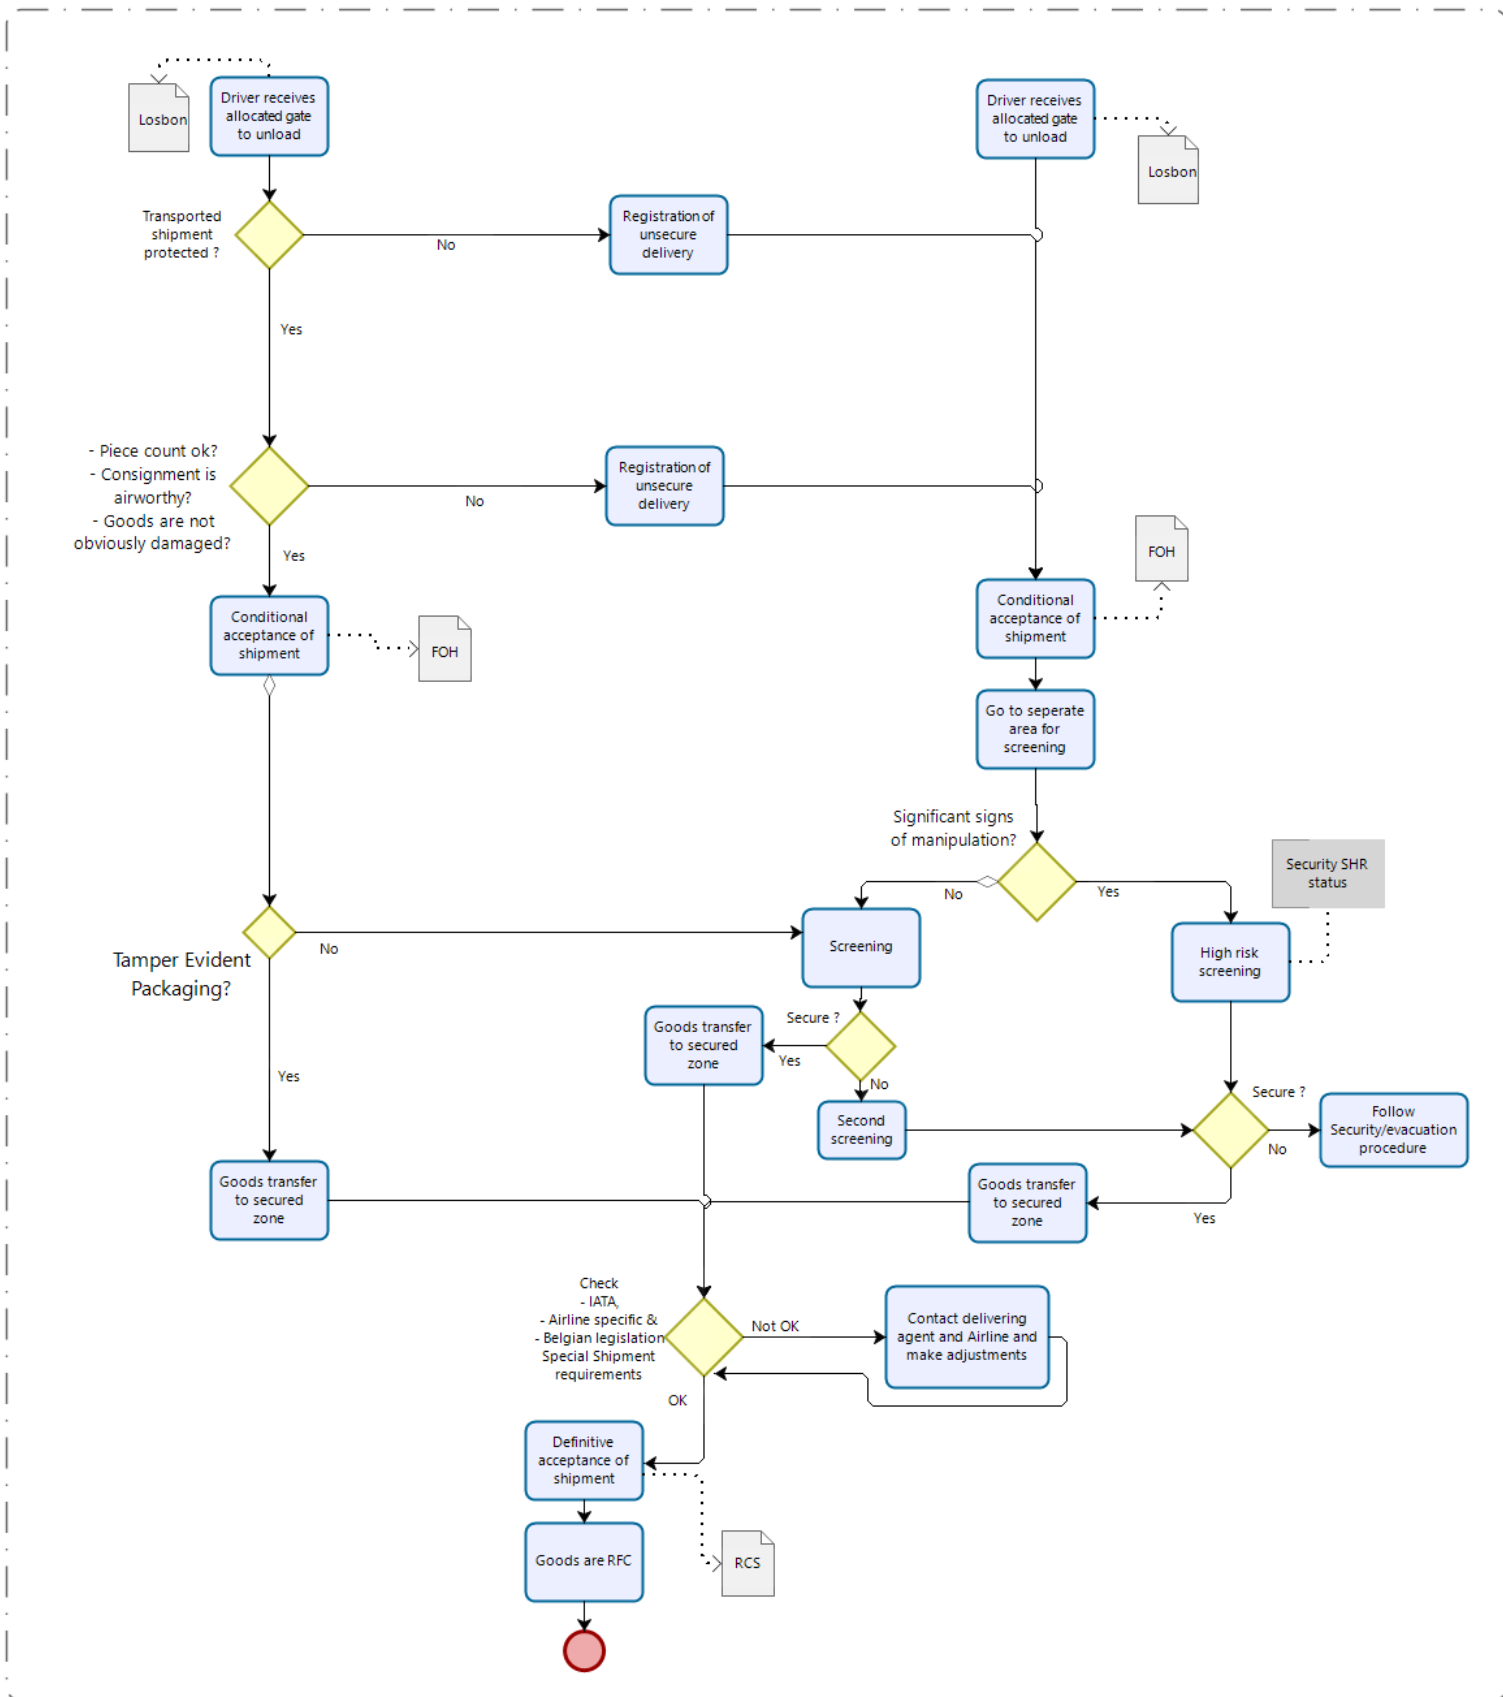 Losbon
Driver receives
allocated gate
to unload
Driver receives
allocated gate
to unload
Losbon
Transported
shipment
protected ?
No
Registration of
unsecure
delivery
Yes
- Piece count ok?
- Consignment is
airworthy?
- Goods are not
obviously damaged?
No
Registration of
unsecure
delivery
Yes
FOH
Conditional
acceptance of
shipment
FOH
Conditional
acceptance of
shipment
Go to seperate
area for
screening
Significant signs
of manipulation?
No
Yes
Security SHR
status
Tamper Evident
Packaging?
No
Screening
High risk
screening
Goods transfer
to secured
zone
Secure ?
Yes
No
Yes
Second
screening
Secure ?
No
Follow
Security/evacuation
procedure
Goods transfer
to secured
zone
Goods transfer
to secured
zone
Yes
Check
- IATA,
- Airline specific &
- Belgian legislation
Special Shipment
requirements
Not OK
Contact delivering
agent and Airline and
make adjustments
OK
Definitive
acceptance of
shipment
Goods are RFC
RCS